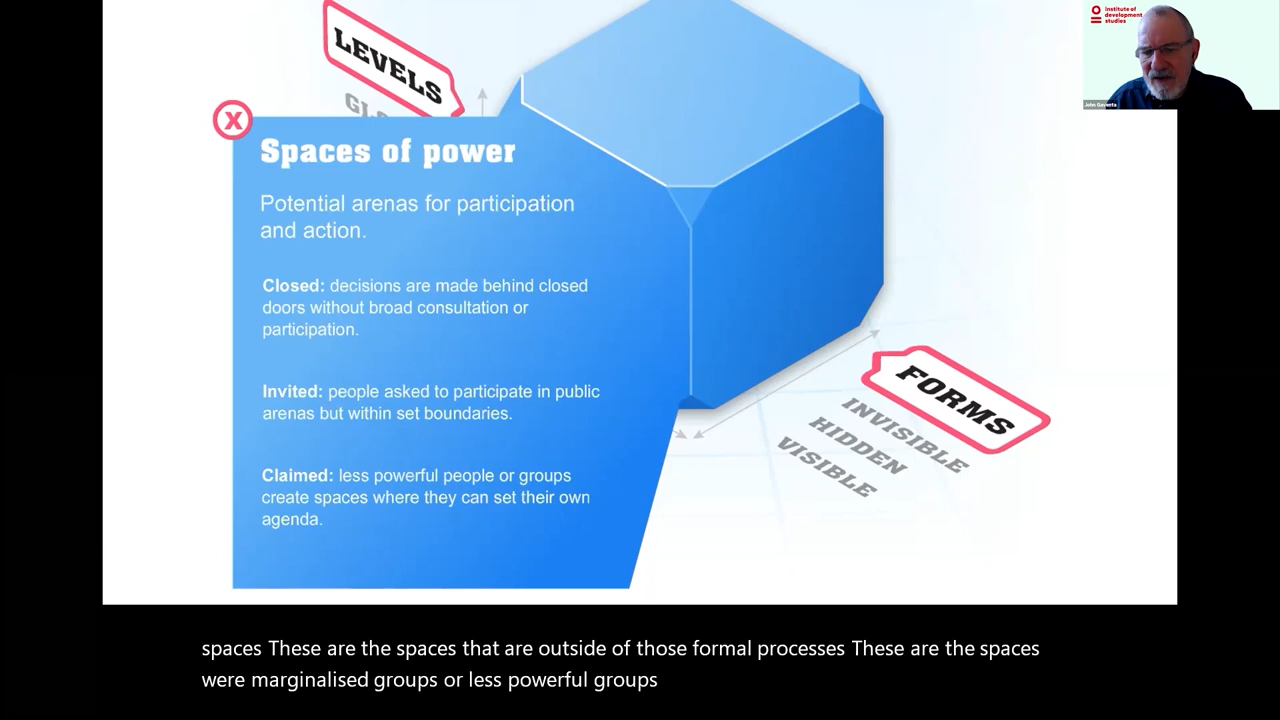 institute of
development
studies
John Gaventa
LEVELS
X
Spaces of power
Potential arenas for participation
and action.
Closed: decisions are made behind closed
doors without broad consultation or
participation.
Invited: people asked to participate in public
arenas but within set boundaries.
Claimed: less powerful people or groups
create spaces where they can set their own
agenda.
FORMS
INVISIBLE
HIDDEN
VISIBLE
spaces These are the spaces that are outside of those formal processes These are the spaces
were marginalised groups or less powerful groups